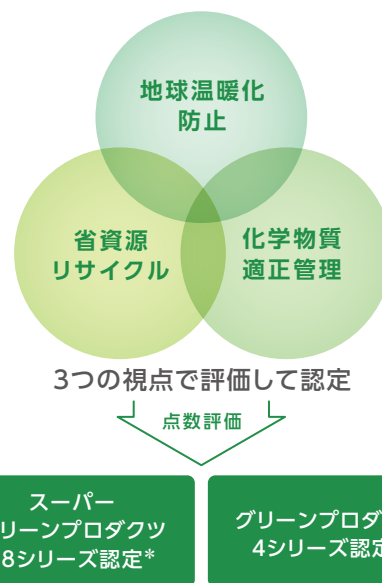 地球温暖化
防止
省資源
リサイクル
化学物質
適正管理
3つの視点で評価して認定
点数評価
スーパー
リーンプロダクツ
8シリーズ認定*
グリーンプロダ
4シリーズ認定